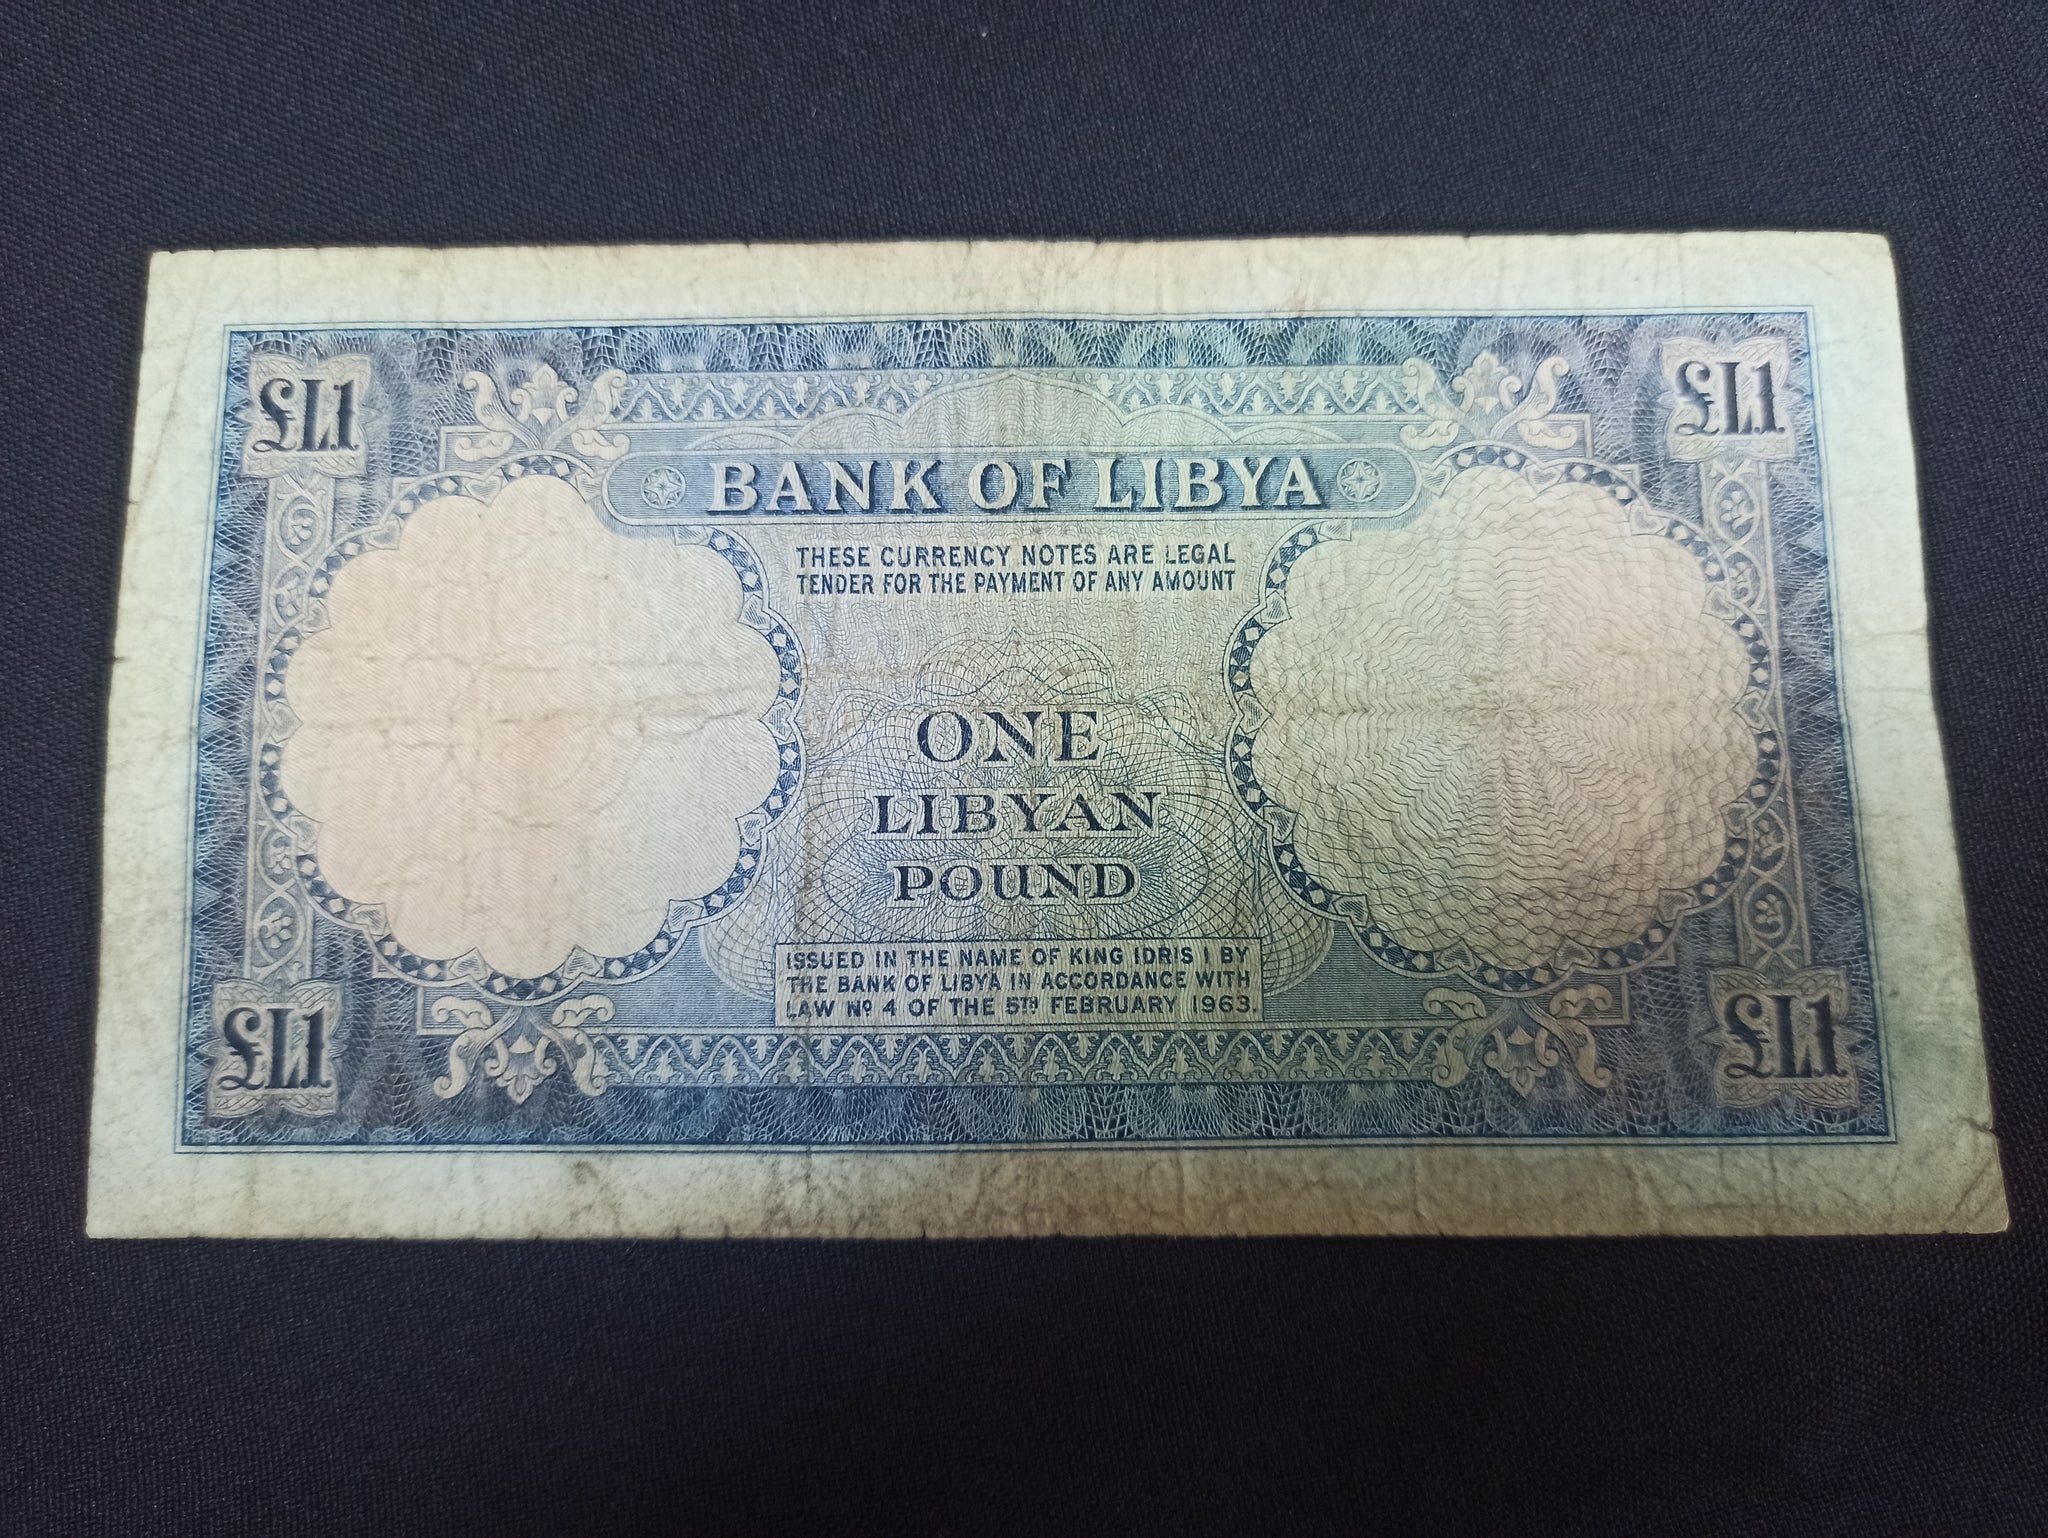 £L1
£L1
BANK OF LIBYA
THESE CURRENCY NOTES ARE LEGAL
TENDER FOR THE PAYMENT OF ANY AMOUNT
ONE
LIBYAN
POUND
ISSUED IN THE NAME OF KING IDRIS I BY
THE BANK OF LIBYA IN ACCORDANCE WITH
LAW Nº 4 OF THE 5TH FEBRUARY 1963.
£L1
£L1